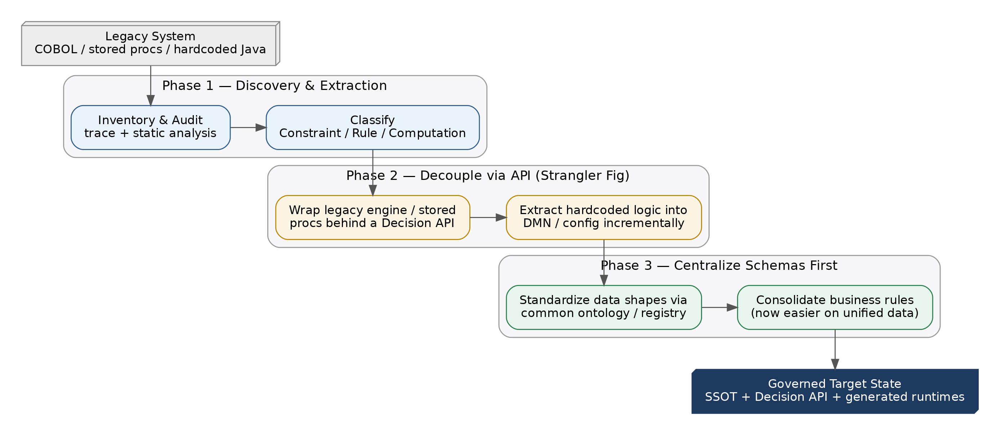 Legacy System
COBOL / stored procs / hardcoded Java
Phase 1 — Discovery & Extraction
Inventory & Audit
trace + static analysis
Classify
Constraint / Rule / Computation
Phase 2 — Decouple via API (Strangler Fig)
Wrap legacy engine / stored
procs behind a Decision API
Extract hardcoded logic into
DMN / config incrementally
Phase 3 — Centralize Schemas First
Standardize data shapes via
common ontology / registry
Consolidate business rules
(now easier on unified data)
Governed Target State
SSOT + Decision API + generated runtimes